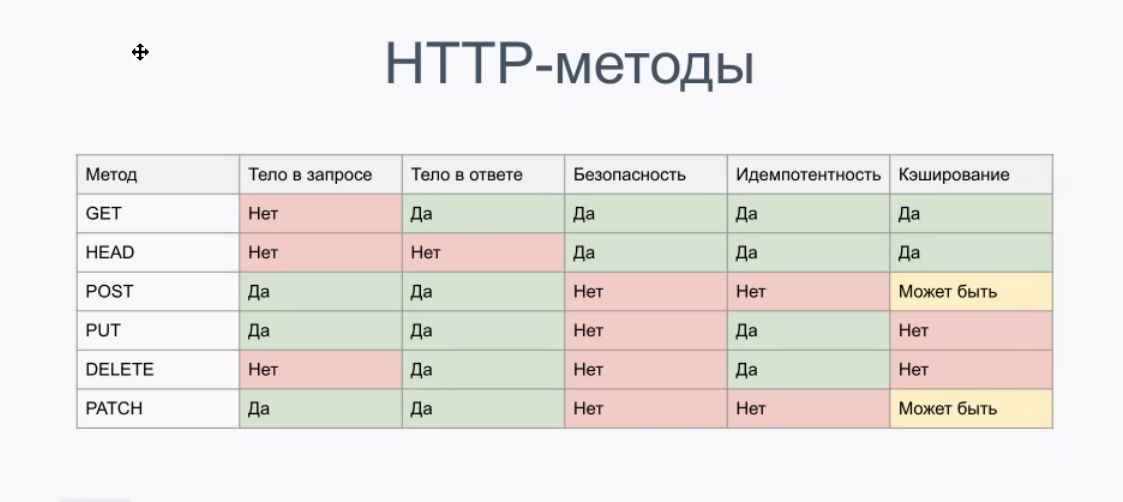 HTTP-методы
Метод Тело в запросе Тело в ответе Безопасность Идемпотентность Кэширование
GET Нет Да Да Да Да
HEAD Нет Нет Да Да Да
POST Да Да Нет Нет Может быть
PUT Да Да Нет Да Нет
DELETE Нет Да Нет Да Нет
PATCH Да Да Нет Нет Может быть